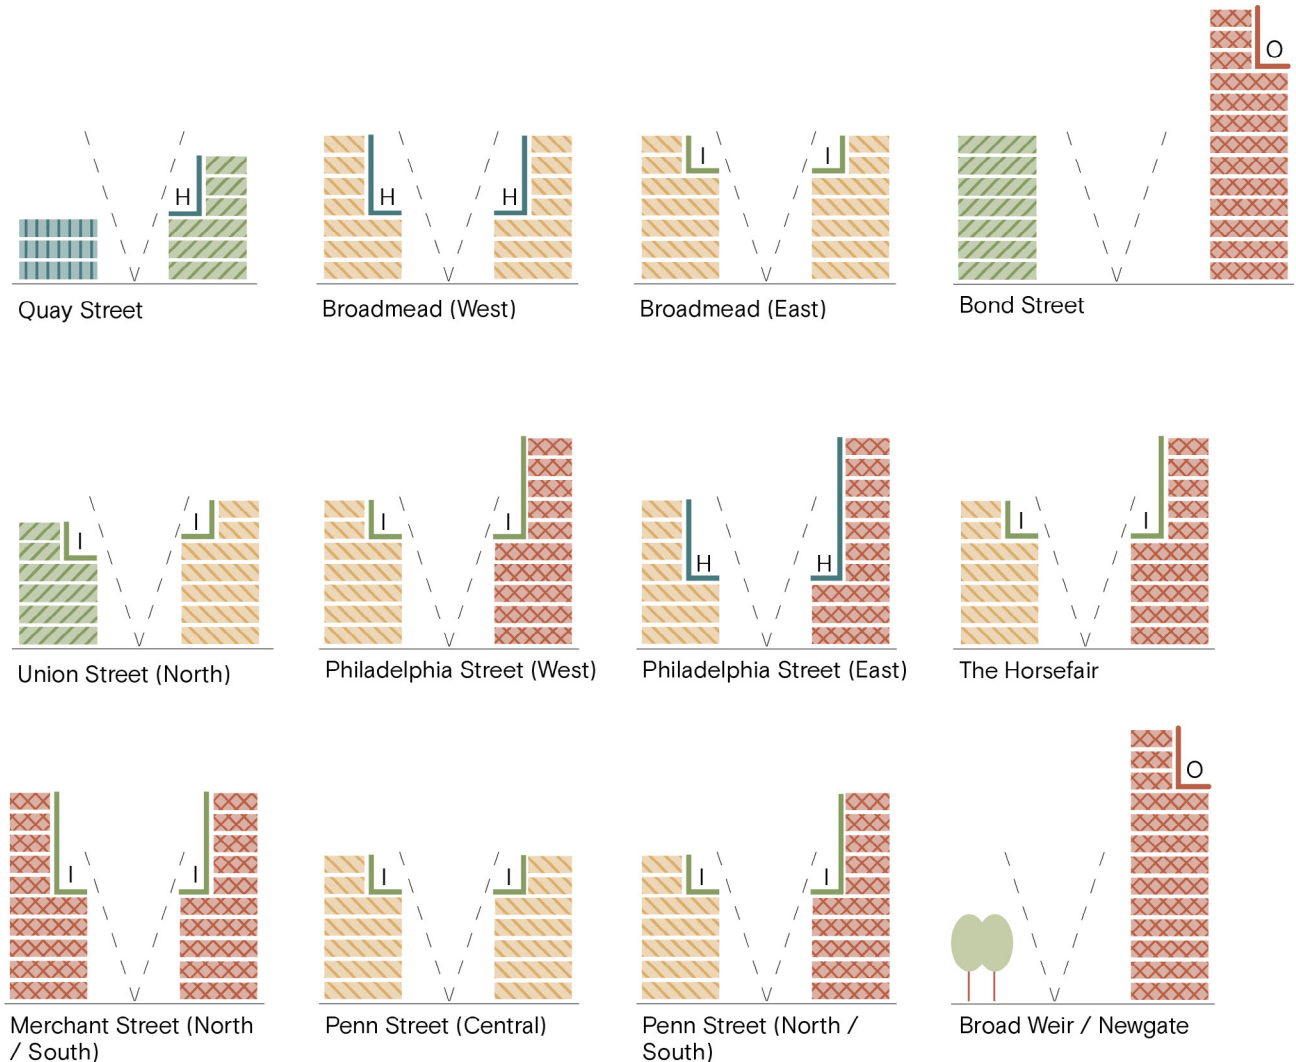 O
H
H
H
I
I
Quay Street
Broadmead (West)
Broadmead (East)
Bond Street
I
I
I
I
H
H
I
I
Union Street (North)
Philadelphia Street (West)
Philadelphia Street (East)
The Horsefair
O
I
I
I
I
I
I
Merchant Street (North
/ South)
Penn Street (Central)
Penn Street (North /
South)
Broad Weir / Newgate